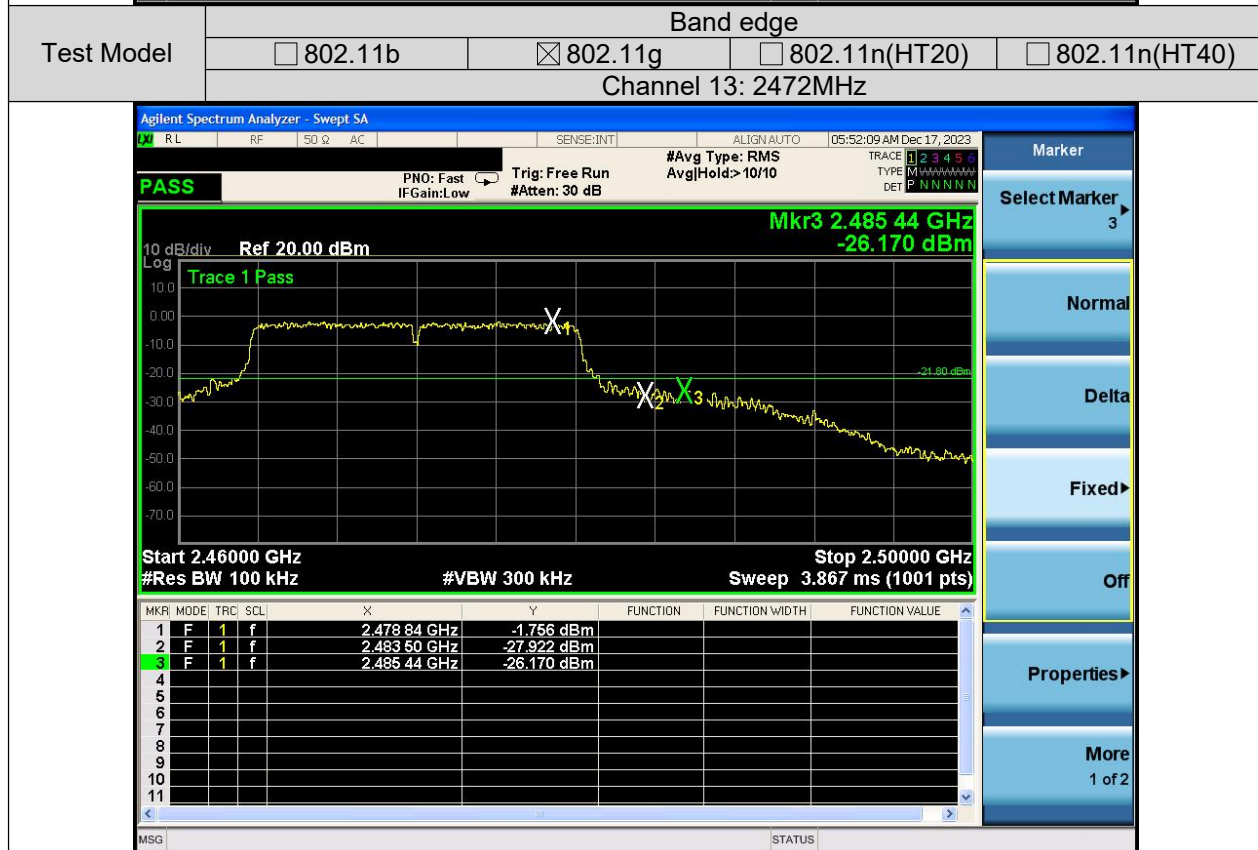 Band edge
Test Model
☐ 802.11b ☒ 802.11g ☐ 802.11n(HT20) ☐ 802.11n(HT40)
Channel 13: 2472MHz
Agilent Spectrum Analyzer - Swept SA
LXI RL RF 50 Ω AC SENSE:INT ALIGN AUTO 05:52:09 AM Dec 17, 2023
PASS
PNO: Fast
IFGain:Low
Trig: Free Run
#Atten: 30 dB
#Avg Type: RMS
Avg|Hold:>10/10
TRACE 1 2 3 4 5 6
TYPE M
DET P N N N N N
Mkr3 2.485 44 GHz
-26.170 dBm
10 dB/div Ref 20.00 dBm
Log
Trace 1 Pass
10.0
0.00
-10.0
-20.0
-30.0
-40.0
-50.0
-60.0
-70.0
-21.80 dBm
1
2
3
Start 2.46000 GHz Stop 2.50000 GHz
#Res BW 100 kHz #VBW 300 kHz Sweep 3.867 ms (1001 pts)
MKR MODE TRC SCL X Y FUNCTION FUNCTION WIDTH FUNCTION VALUE
1 F 1 f 2.478 84 GHz -1.756 dBm
2 F 1 f 2.483 50 GHz -27.922 dBm
3 F 1 f 2.485 44 GHz -26.170 dBm
4
5
6
7
8
9
10
11
MSG STATUS
Marker
Select Marker
3
Normal
Delta
Fixed
Off
Properties
More
1 of 2